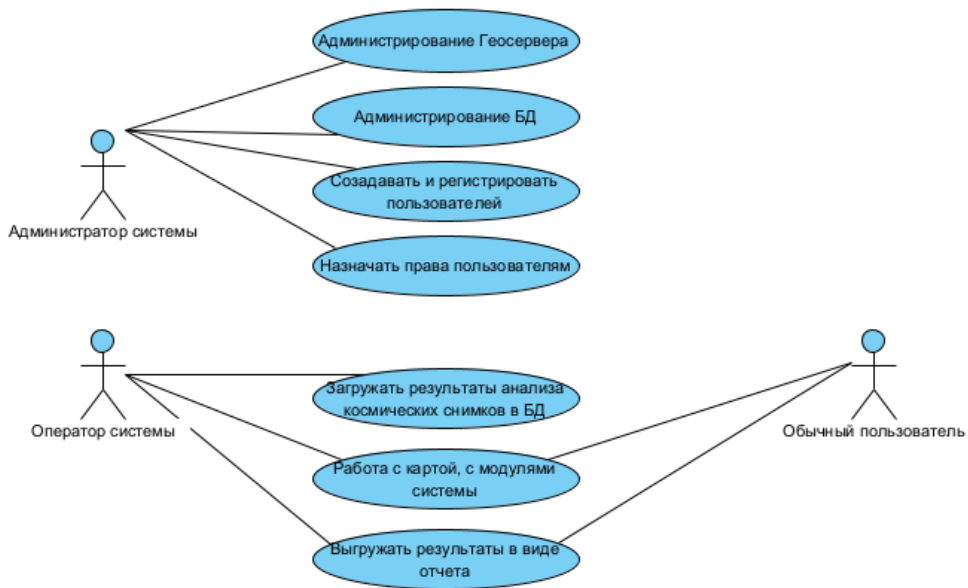 Администрирование Геосервера
Администрирование БД
Созадавать и регистрировать
пользователей
Администратор системы
Назначать права пользователям
Загружать результаты анализа
космических снимков в БД
Оператор системы
Обычный пользователь
Работа с картой, с модулями
системы
Выгружать результаты в виде
отчета